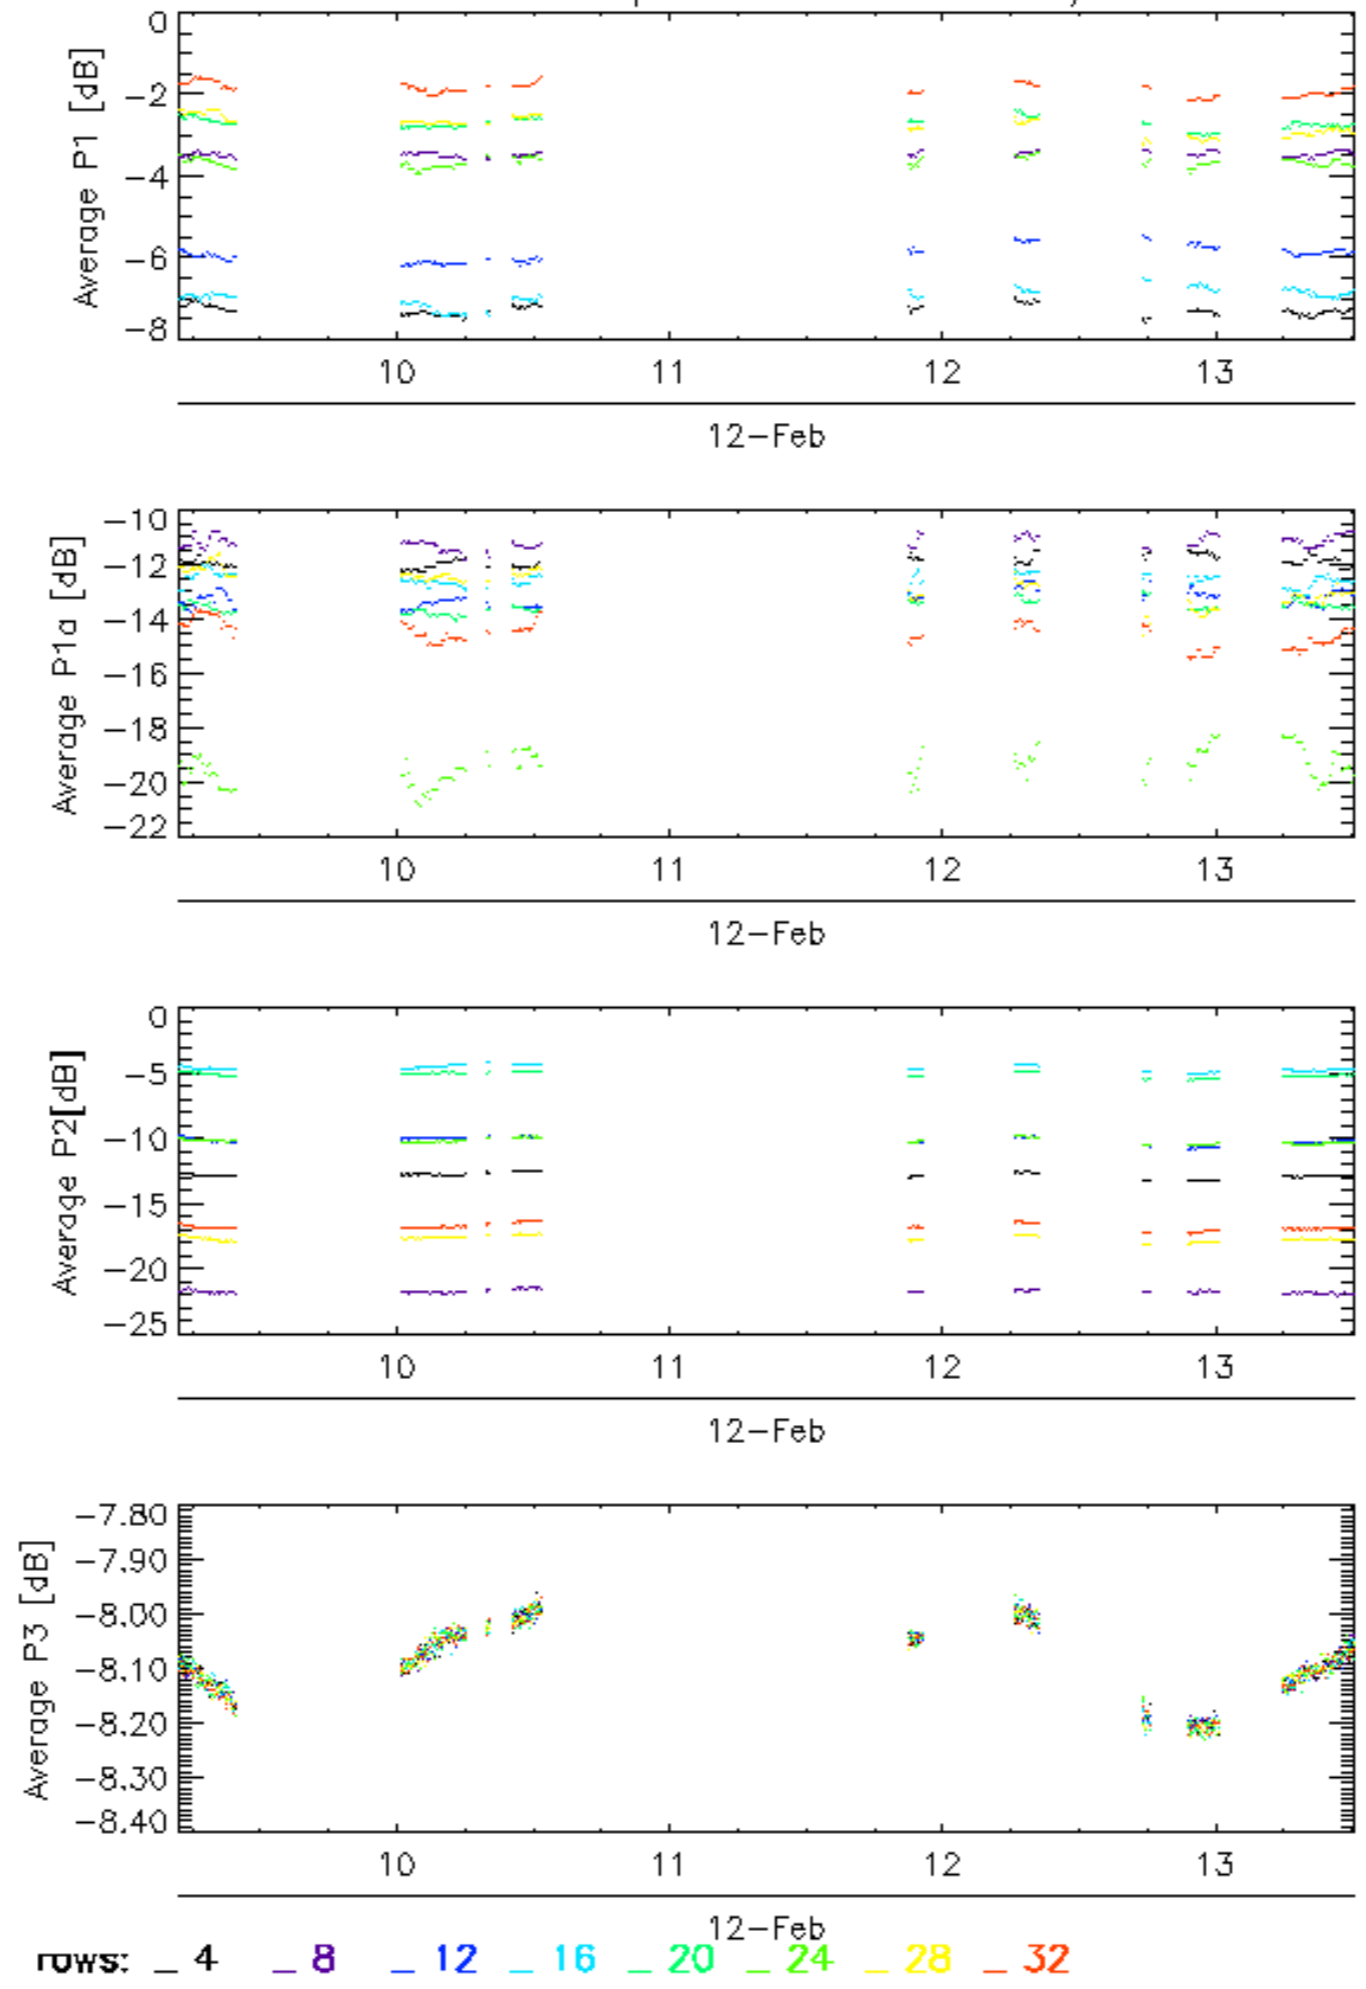 0
Average P1 [dB]
-2
-4
-6
-8
10 11 12 13
12-Feb
-10
Average P1a [dB]
-12
-14
-16
-18
-20
-22
10 11 12 13
12-Feb
0
Average P2[dB]
-5
-10
-15
-20
-25
10 11 12 13
12-Feb
-7.80
Average P3 [dB]
-7.90
-8.00
-8.10
-8.20
-8.30
-8.40
10 11 12 13
12-Feb
rows: _ 4 _ 8 _ 12 _ 16 _ 20 _ 24 _ 28 _ 32